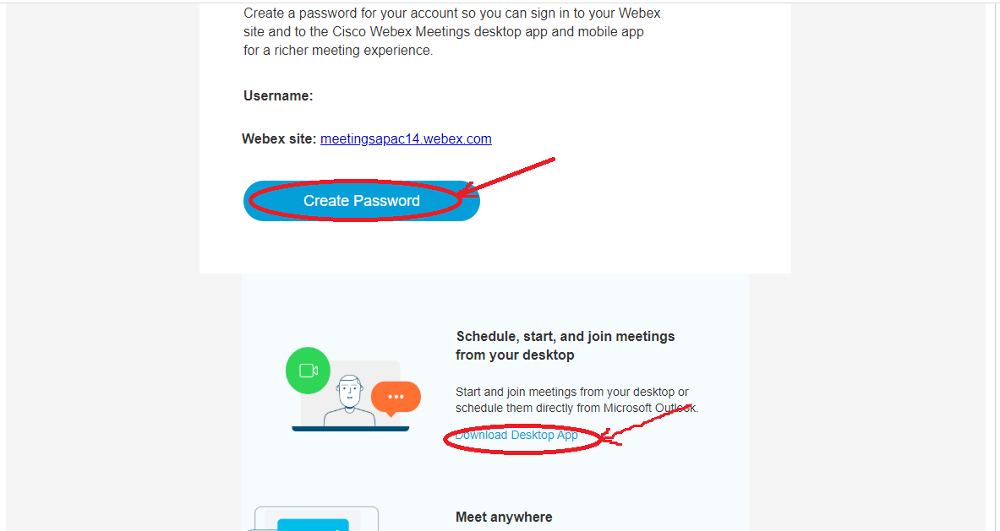 Create a password for your account so you can sign in to your Webex
site and to the Cisco Webex Meetings desktop app and mobile app
for a richer meeting experience.
Username:
Webex site: meetingsapac14.webex.com
Create Password
Schedule, start, and join meetings
from your desktop
Start and join meetings from your desktop or
schedule them directly from Microsoft Outlook.
Download Desktop App
Meet anywhere